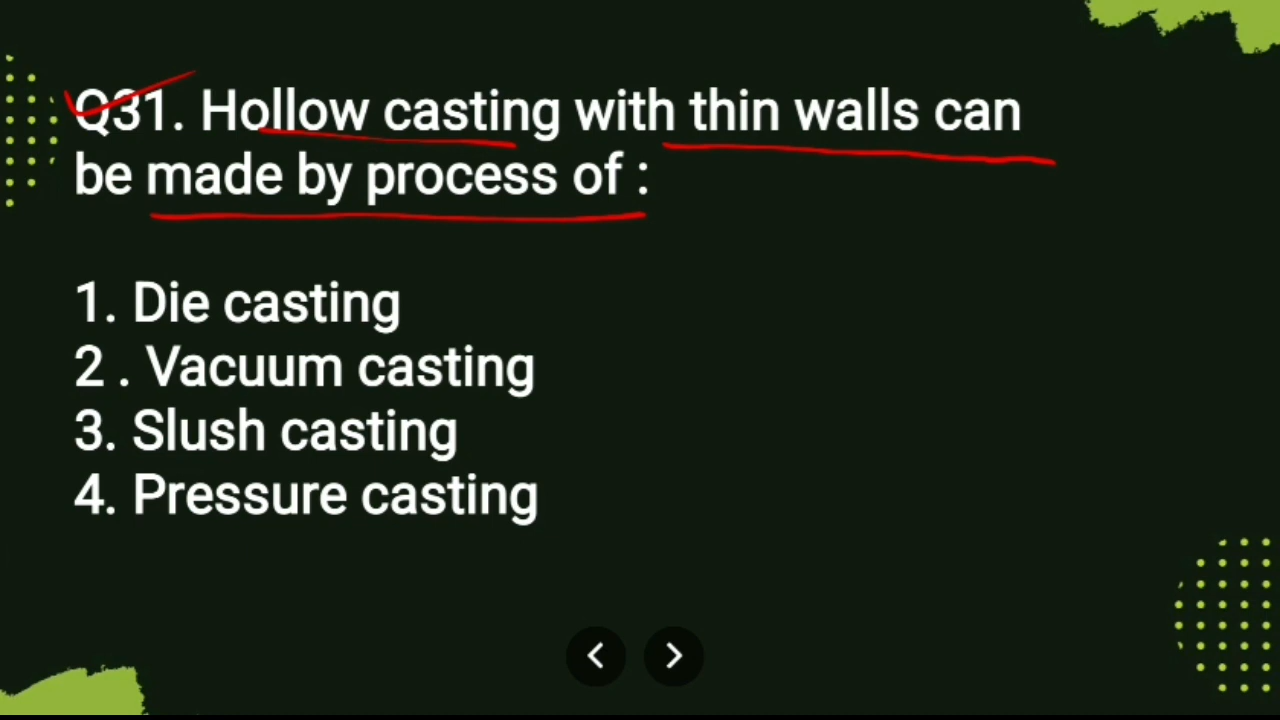 Q31. Hollow casting with thin walls can
be made by process of :
1. Die casting
2 . Vacuum casting
3. Slush casting
4. Pressure casting